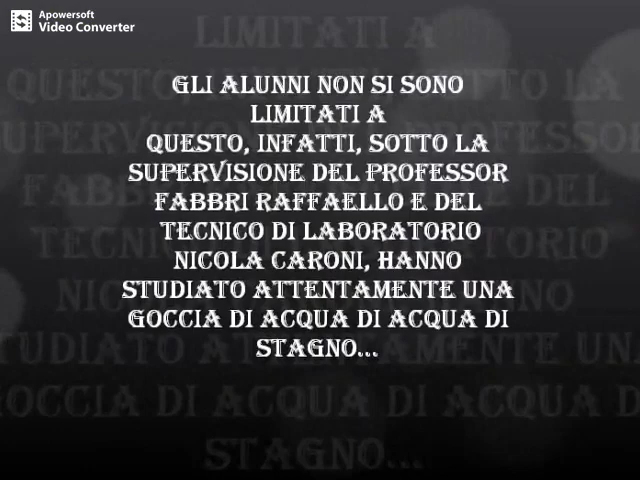 Apowersoft
Video Converter
GLI ALUNNI NON SI SONO
LIMITATI A
QUESTO, INFATTI, SOTTO LA
SUPERVISIONE DEL PROFESSOR
FABBRI RAFFAELLO E DEL
TECNICO DI LABORATORIO
NICOLA CARONI, HANNO
STUDIATO ATTENTAMENTE UNA
GOCCIA DI ACQUA DI ACQUA DI
STAGNO...